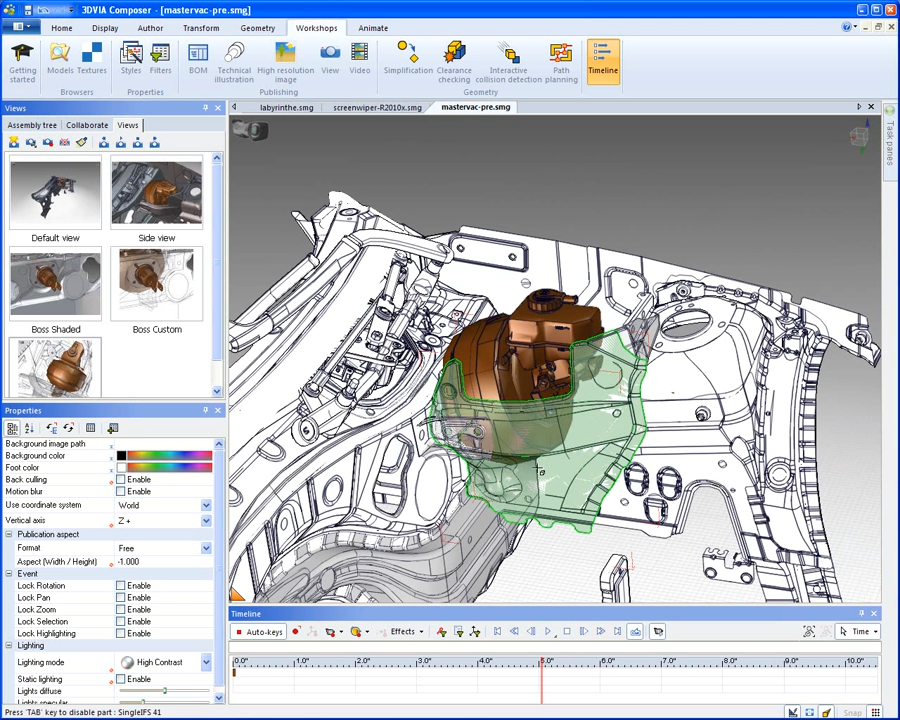 3DVIA Composer - [mastervac-pre.smg]
Home Display Author Transform Geometry Workshops Animate
Getting started
Models Textures
Styles Filters
BOM Technical illustration High resolution image View Video
Simplification Clearance checking Interactive collision detection Path planning
Timeline
Browsers Properties Publishing Geometry
Views
labyrinthe.smg screenwiper-R2010x.smg mastervac-pre.smg
Task panes
Assembly tree Collaborate Views
Default view Side view
Boss Shaded Boss Custom
Properties
Background image path
Background color
Foot color
Back culling Enable
Motion blur Enable
Use coordinate system World
Vertical axis Z +
Publication aspect
Format Free
Aspect (Width / Height) -1.000
Event
Lock Rotation Enable
Lock Pan Enable
Lock Zoom Enable
Lock Selection Enable
Lock Highlighting Enable
Lighting
Lighting mode High Contrast
Static lighting Enable
Lights diffuse
Lights specular
Timeline
Auto-keys Effects Time
0.0" 1.0" 2.0" 3.0" 4.0" 5.0" 6.0" 7.0" 8.0" 9.0" 10.0"
Press 'TAB' key to disable part : SingleIFS 41
Snap